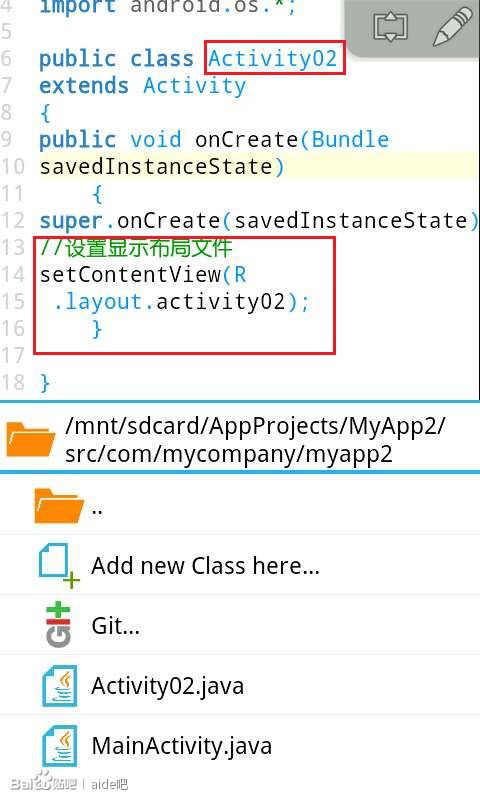 4 import android.os.*;
5
6 public class Activity02
7 extends Activity
8 {
9 public void onCreate(Bundle
10 savedInstanceState)
11 {
12 super.onCreate(savedInstanceState)
13 //设置显示布局文件
14 setContentView(R
15 .layout.activity02);
16 }
17
18 }
/mnt/sdcard/AppProjects/MyApp2/
src/com/mycompany/myapp2
..
Add new Class here...
Git...
Activity02.java
MainActivity.java
Bai贴吧 | aide吧